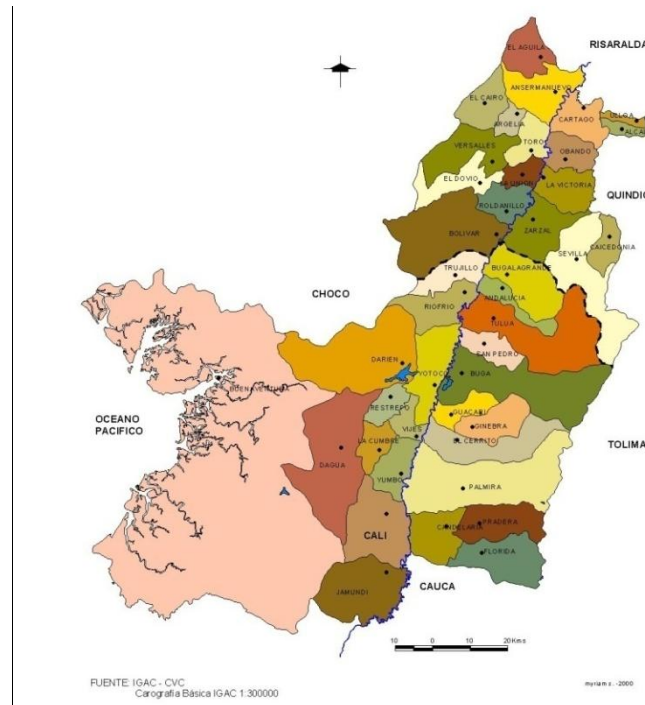 RISARALDA
EL AGUILA
ANSERMANUEVO
EL CAIRO
ARGELIA
CARTAGO
ULLOA
ALCA
TORO
VERSALLES
OBANDO
EL DOVIO
LA UNION
LA VICTORIA
QUINDIO
ROLDANILLO
ZARZAL
BOLIVAR
SEVILLA
CAICEDONIA
TRUJILLO
BUGALAGRANDE
CHOCO
ANDALUCIA
RIOFRIO
TULUA
SAN PEDRO
DARIEN
YOTOCO
BUGA
BUENAVENTURA
RESTREPO
OCEANO
PACIFICO
GUACARI
GINEBRA
VIJES
EL CERRITO
LA CUMBRE
TOLIMA
DAGUA
YUMBO
PALMIRA
CANDELARIA
PRADERA
CALI
FLORIDA
CAUCA
JAMUNDI
10 0 10 20 Kms
FUENTE: IGAC - CVC
Carografia Básica IGAC 1:300000
myriam s. -2000